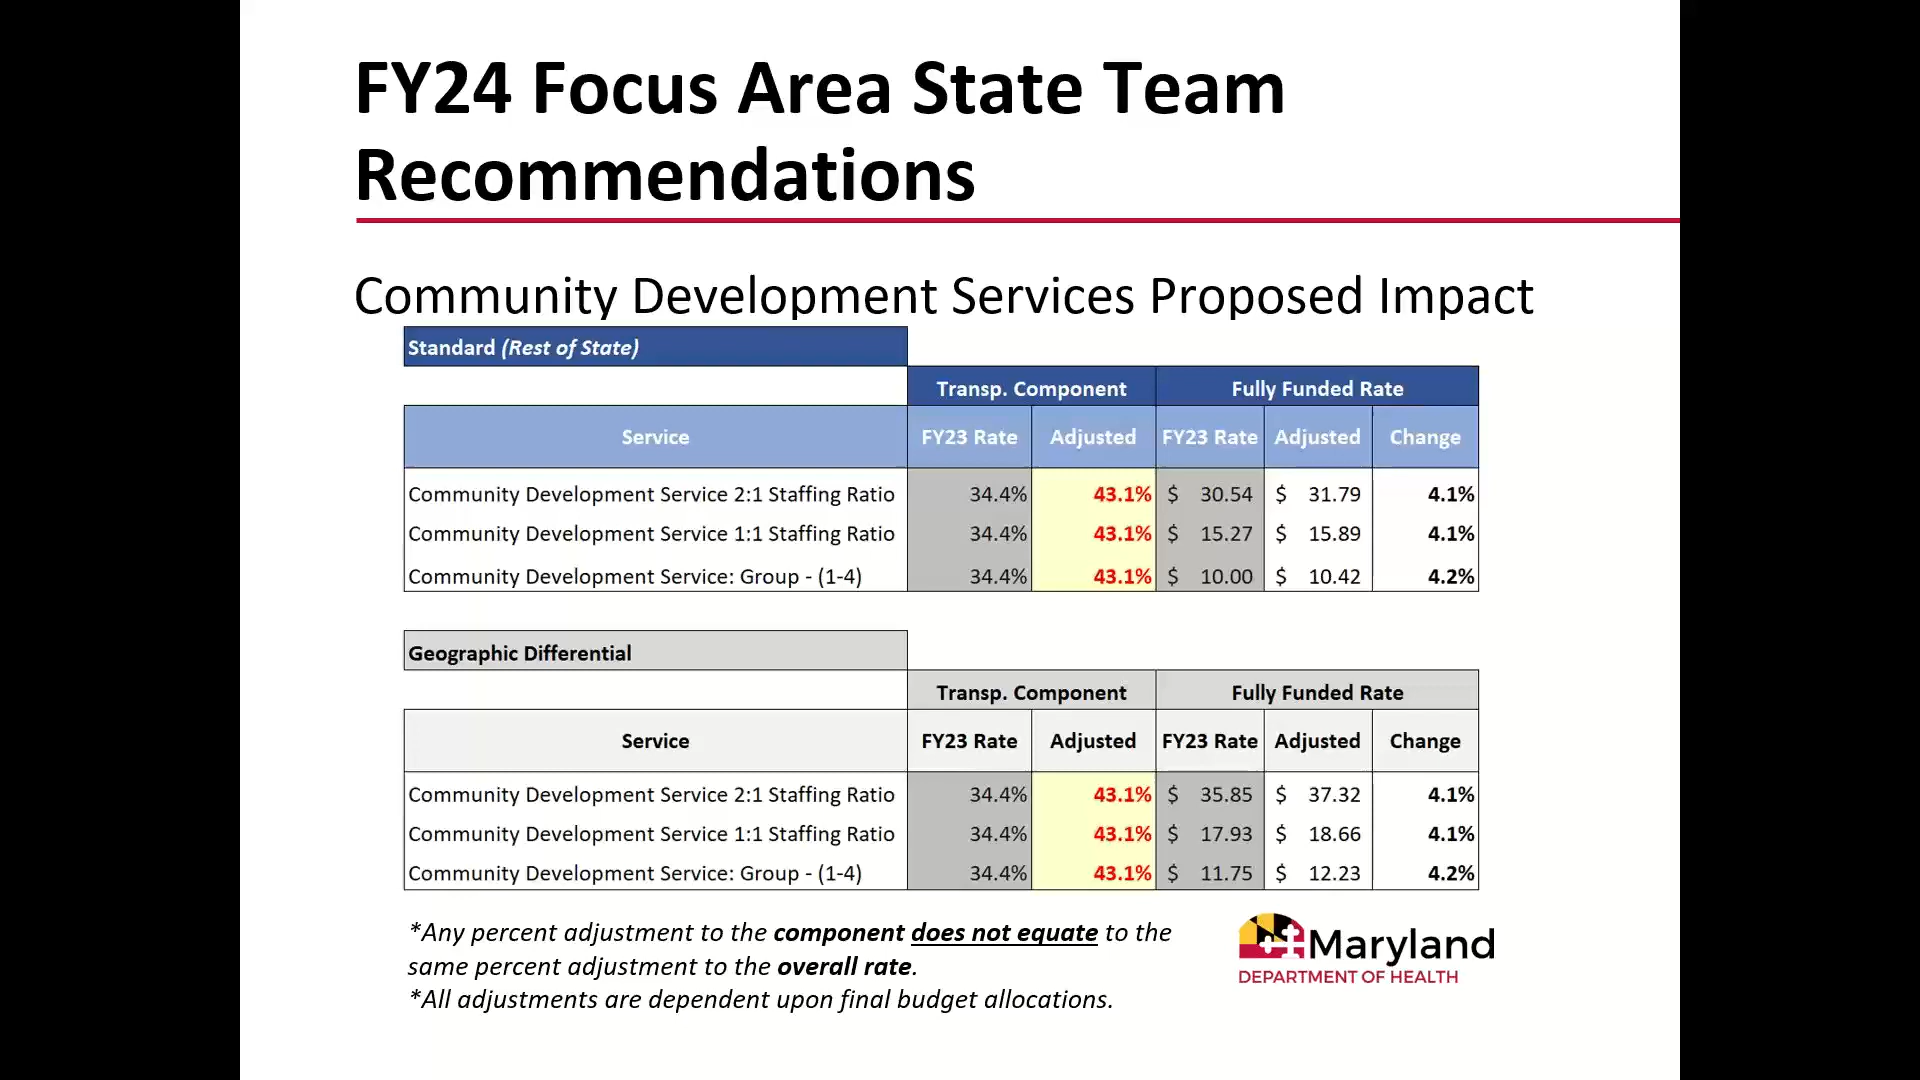 FY24 Focus Area State Team
Recommendations
Community Development Services Proposed Impact
Standard (Rest of State)
Transp. Component Fully Funded Rate
Service FY23 Rate Adjusted FY23 Rate Adjusted Change
Community Development Service 2:1 Staffing Ratio 34.4% 43.1% $ 30.54 $ 31.79 4.1%
Community Development Service 1:1 Staffing Ratio 34.4% 43.1% $ 15.27 $ 15.89 4.1%
Community Development Service: Group - (1-4) 34.4% 43.1% $ 10.00 $ 10.42 4.2%
Geographic Differential
Transp. Component Fully Funded Rate
Service FY23 Rate Adjusted FY23 Rate Adjusted Change
Community Development Service 2:1 Staffing Ratio 34.4% 43.1% $ 35.85 $ 37.32 4.1%
Community Development Service 1:1 Staffing Ratio 34.4% 43.1% $ 17.93 $ 18.66 4.1%
Community Development Service: Group - (1-4) 34.4% 43.1% $ 11.75 $ 12.23 4.2%
*Any percent adjustment to the component does not equate to the
same percent adjustment to the overall rate.
*All adjustments are dependent upon final budget allocations.
Maryland
DEPARTMENT OF HEALTH